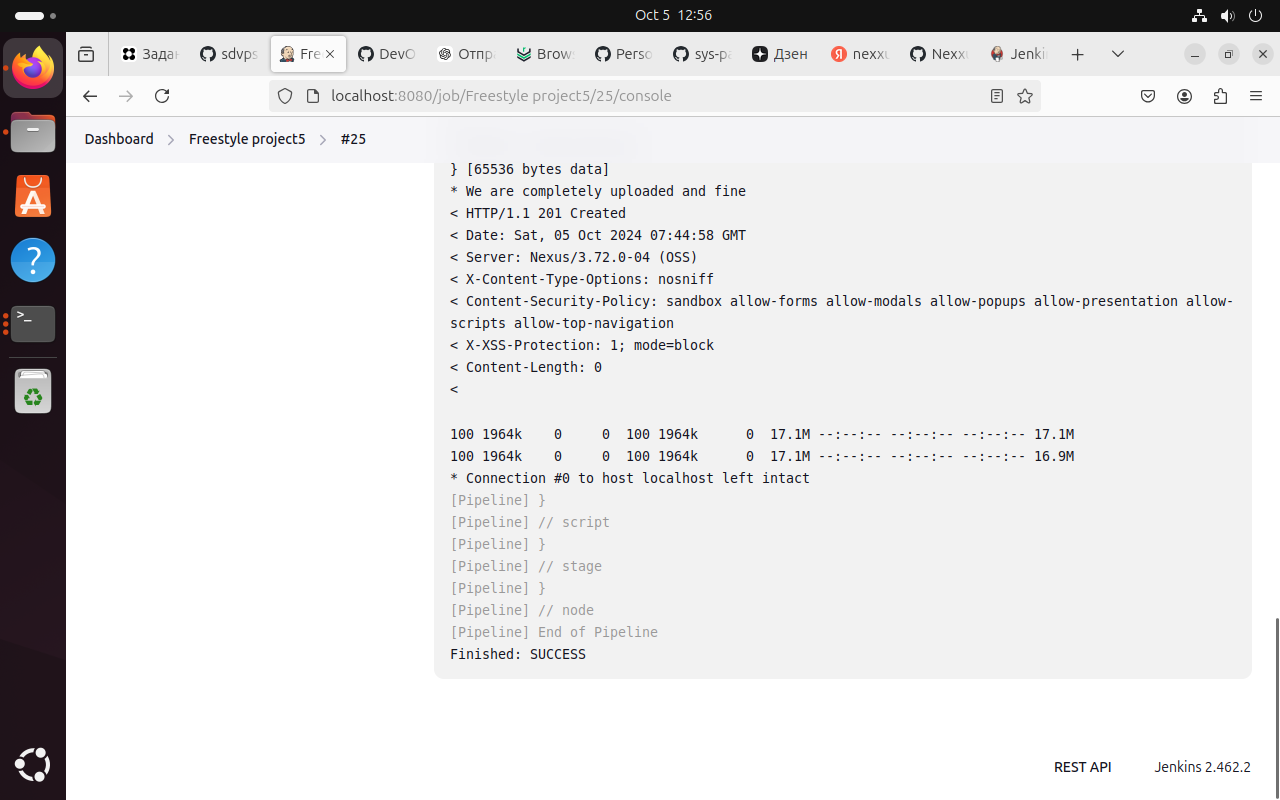 Oct 5 12:56
Зада
sdvps
Fre
DevO
Отпр
Brow
Perso
sys-pa
Дзен
nexxu
Nexx
Jenki
localhost:8080/job/Freestyle project5/25/console
Dashboard
Freestyle project5
#25
} [65536 bytes data]
* We are completely uploaded and fine
< HTTP/1.1 201 Created
< Date: Sat, 05 Oct 2024 07:44:58 GMT
< Server: Nexus/3.72.0-04 (OSS)
< X-Content-Type-Options: nosniff
< Content-Security-Policy: sandbox allow-forms allow-modals allow-popups allow-presentation allow-
scripts allow-top-navigation
< X-XSS-Protection: 1; mode=block
< Content-Length: 0
<
100 1964k    0     0  100 1964k      0  17.1M --:--:-- --:--:-- --:--:-- 17.1M
100 1964k    0     0  100 1964k      0  17.1M --:--:-- --:--:-- --:--:-- 16.9M
* Connection #0 to host localhost left intact
[Pipeline] }
[Pipeline] // script
[Pipeline] }
[Pipeline] // stage
[Pipeline] }
[Pipeline] // node
[Pipeline] End of Pipeline
Finished: SUCCESS
REST API
Jenkins 2.462.2